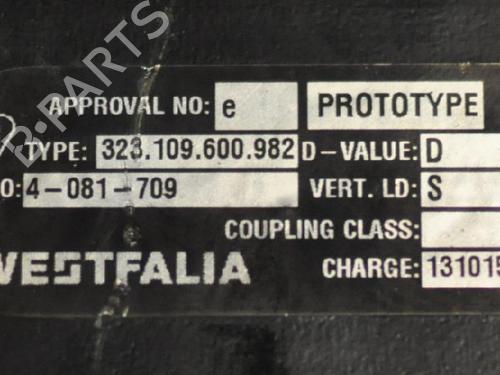 B-PARTS
APPROVAL NO: e PROTOTYPE
TYPE: 323.109.600.982 D-VALUE: D
O: 4-081-709 VERT. LD: S
COUPLING CLASS:
WESTFALIA CHARGE: 131015